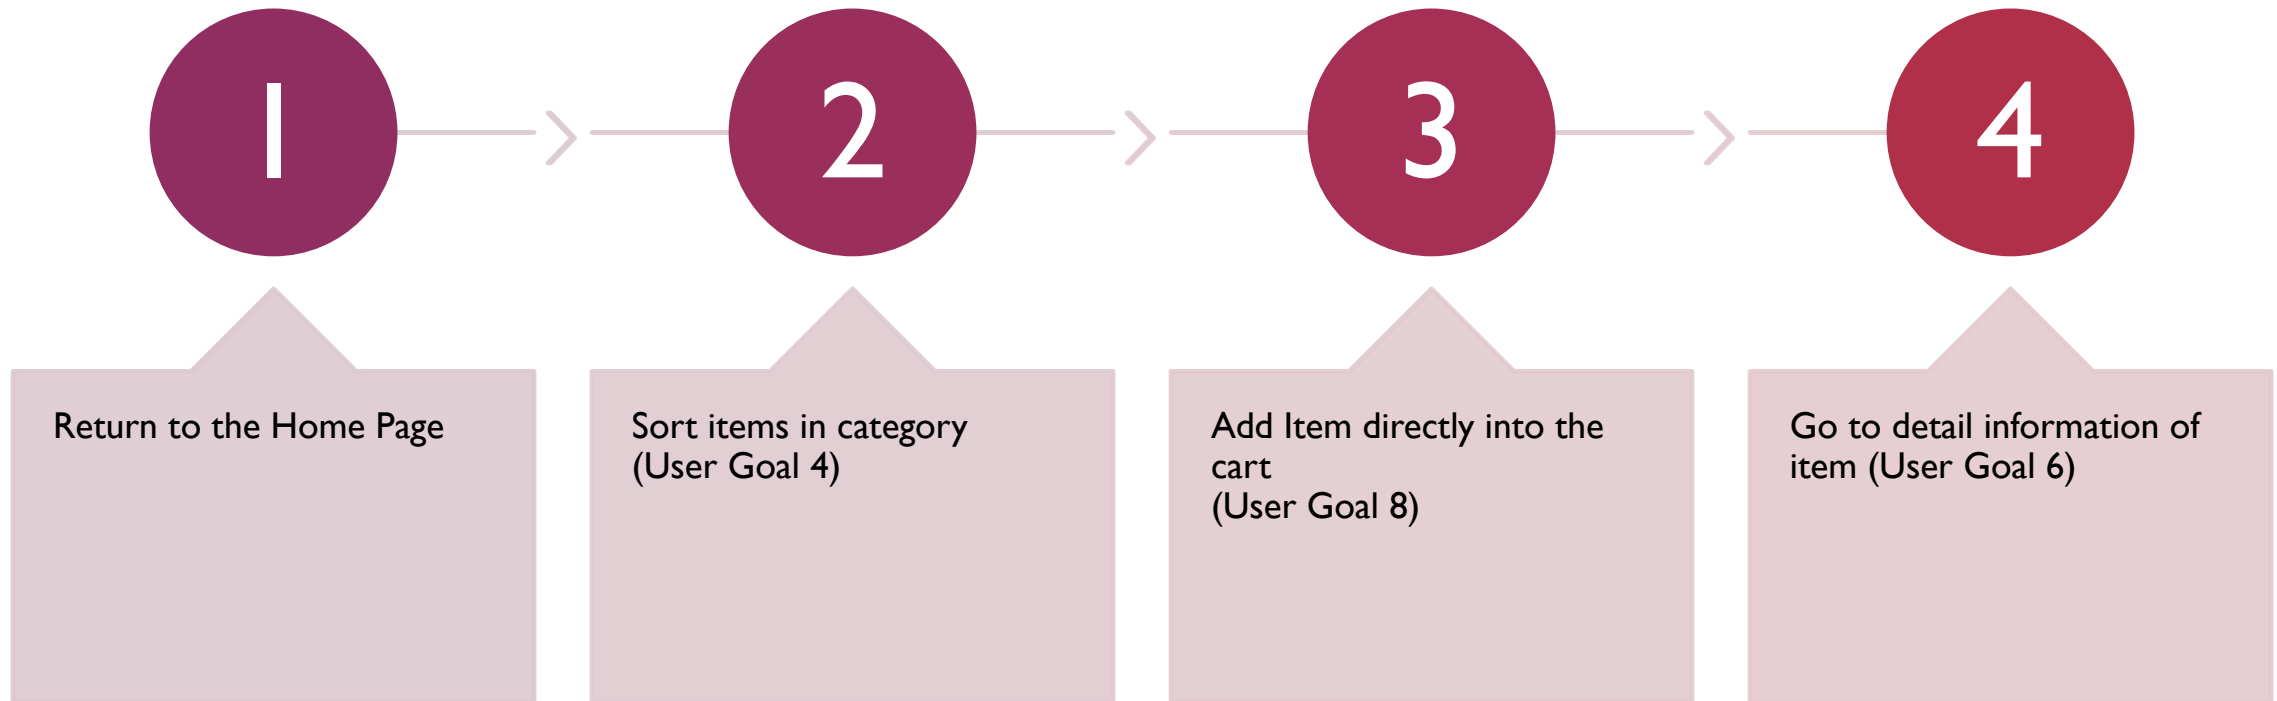 1
2
3
4
Return to the Home Page
Sort items in category
(User Goal 4)
Add Item directly into the
cart
(User Goal 8)
Go to detail information of
item (User Goal 6)